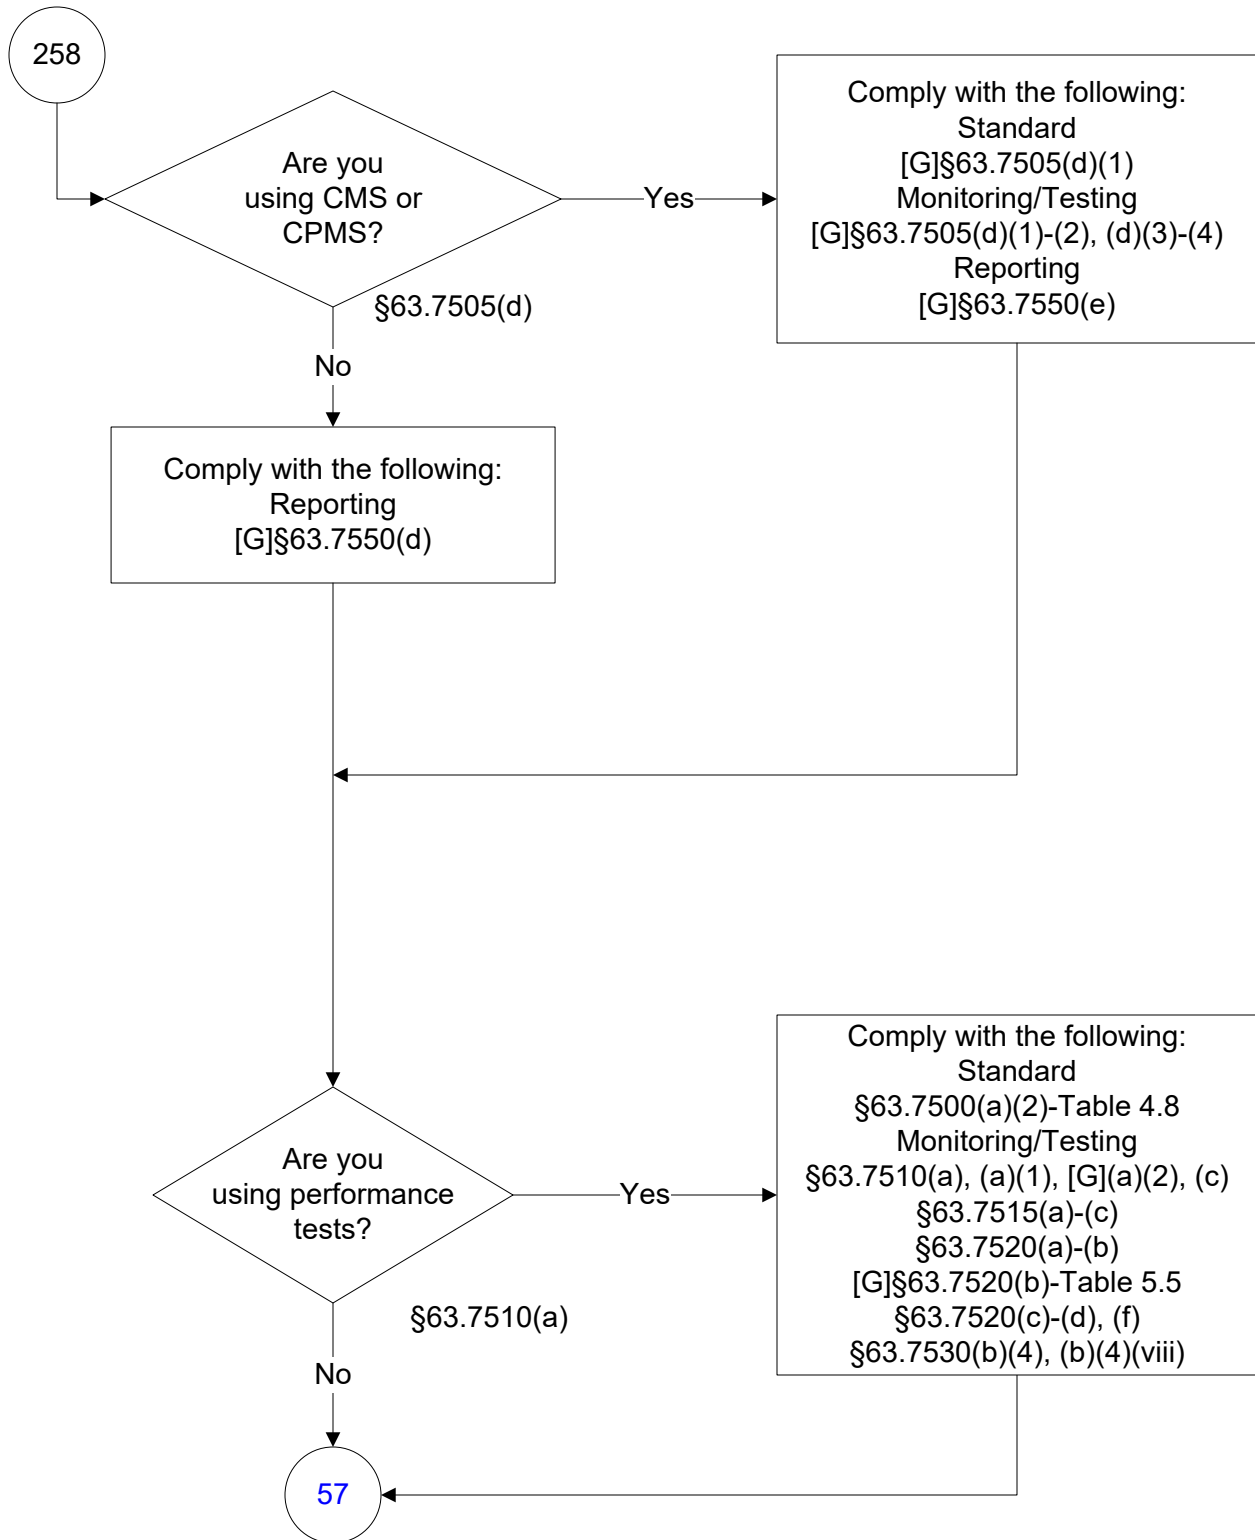 258
Are you
using CMS or
CPMS?
§63.7505(d)
Yes
Comply with the following:
Standard
[G]§63.7505(d)(1)
Monitoring/Testing
[G]§63.7505(d)(1)-(2), (d)(3)-(4)
Reporting
[G]§63.7550(e)
No
Comply with the following:
Reporting
[G]§63.7550(d)
Are you
using performance
tests?
§63.7510(a)
Yes
Comply with the following:
Standard
§63.7500(a)(2)-Table 4.8
Monitoring/Testing
§63.7510(a), (a)(1), [G](a)(2), (c)
§63.7515(a)-(c)
§63.7520(a)-(b)
[G]§63.7520(b)-Table 5.5
§63.7520(c)-(d), (f)
§63.7530(b)(4), (b)(4)(viii)
No
57